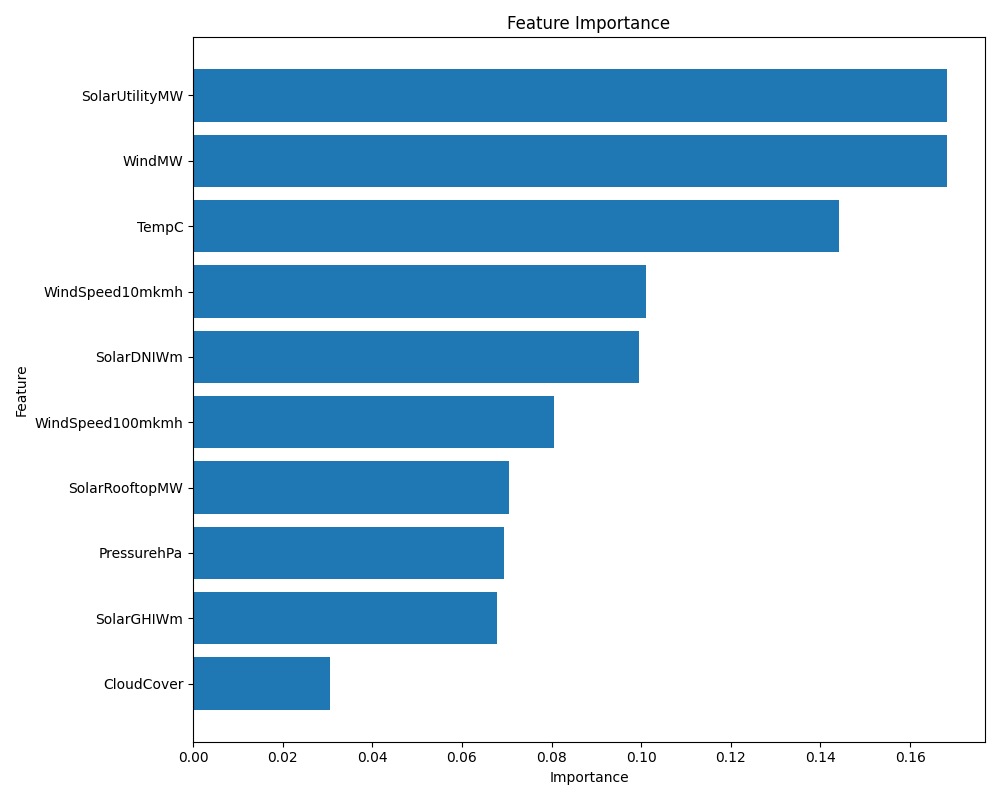 Feature Importance
SolarUtilityMW
WindMW
TempC
WindSpeed10mkmh
SolarDNIWm
WindSpeed100mkmh
SolarRooftopMW
PressurehPa
SolarGHIWm
CloudCover
Feature
0.00 0.02 0.04 0.06 0.08 0.10 0.12 0.14 0.16
Importance